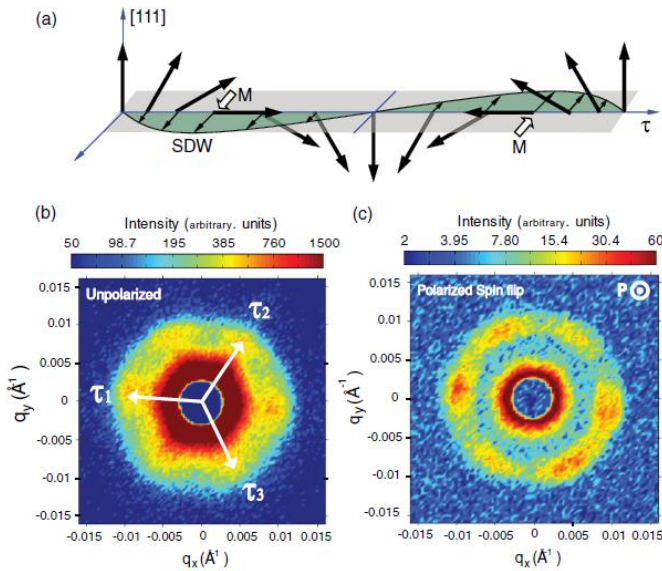 (a)
[111]
M
SDW
M
τ
(b)
Intensity (arbitrary. units)
50 98.7 195 385 760 1500
Unpolarized
τ1
τ2
τ3
0.015
0.01
0.005
0
-0.005
-0.01
-0.015
qy (Å-1)
-0.015 -0.01 -0.005 0 0.005 0.01 0.015
qx (Å-1)
(c)
Intensity (arbitrary. units)
2 3.95 7.80 15.4 30.4 60
Polarized Spin flip
P
0.015
0.01
0.005
0
-0.005
-0.01
-0.015
qy (Å-1)
-0.015 -0.01 -0.005 0 0.005 0.01 0.015
qx (Å-1)